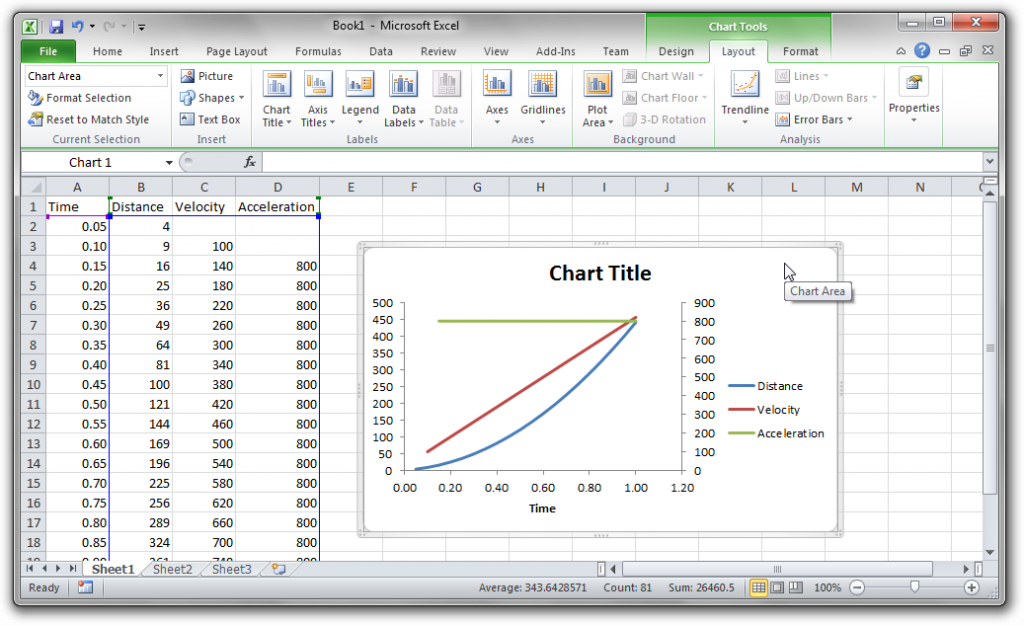 Book1 - Microsoft Excel
Chart Tools
File Home Insert Page Layout Formulas Data Review View Add-Ins Team Design Layout Format
Chart Area
Format Selection
Reset to Match Style
Current Selection
Picture
Shapes
Text Box
Insert
Chart Title
Axis Titles
Legend
Data Labels
Data Table
Labels
Axes
Gridlines
Axes
Plot Area
Chart Wall
Chart Floor
3-D Rotation
Background
Trendline
Lines
Up/Down Bars
Error Bars
Analysis
Properties
Chart 1 fx
A B C D E F G H I J K L M N
1 Time Distance Velocity Acceleration
2 0.05 4
3 0.10 9 100
4 0.15 16 140 800
5 0.20 25 180 800
6 0.25 36 220 800
7 0.30 49 260 800
8 0.35 64 300 800
9 0.40 81 340 800
10 0.45 100 380 800
11 0.50 121 420 800
12 0.55 144 460 800
13 0.60 169 500 800
14 0.65 196 540 800
15 0.70 225 580 800
16 0.75 256 620 800
17 0.80 289 660 800
18 0.85 324 700 800
Chart Title
Chart Area
500 900
450 800
400 700
350 600
300 500
250 400
200 300
150 200
100 100
50 0
0
Distance
Velocity
Acceleration
0.00 0.20 0.40 0.60 0.80 1.00 1.20
Time
Sheet1 Sheet2 Sheet3
Ready Average: 343.6428571 Count: 81 Sum: 26460.5 100%